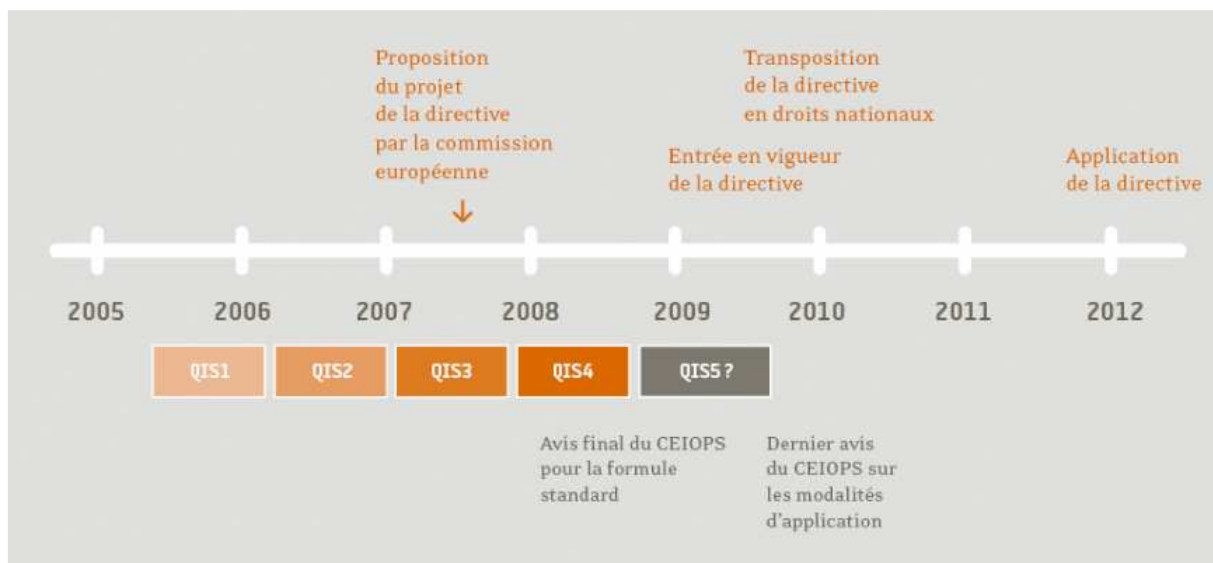 Proposition
du projet
de la directive
par la commission
européenne
Transposition
de la directive
en droits nationaux
Entrée en vigueur
de la directive
Application
de la directive
2005 2006 2007 2008 2009 2010 2011 2012
QIS1 QIS2 QIS3 QIS4 QIS5 ?
Avis final du CEIOPS
pour la formule
standard
Dernier avis
du CEIOPS sur
les modalités
d'application